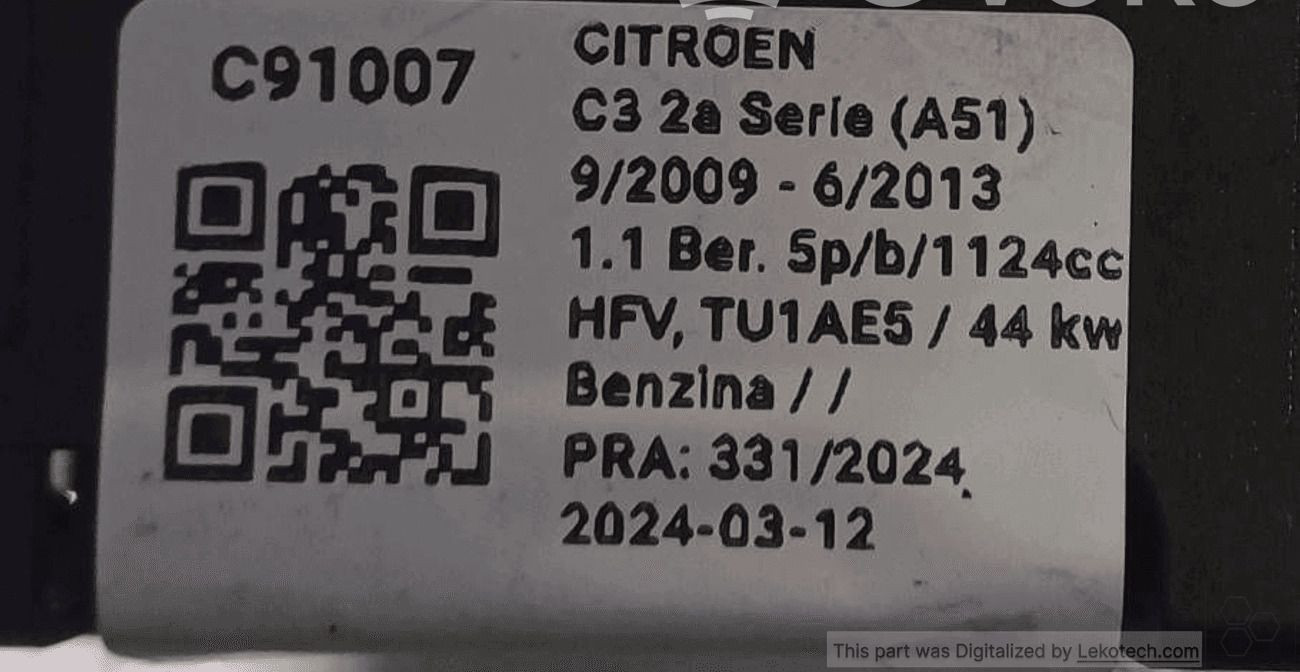 C91007
CITROEN
C3 2a Serie (A51)
9/2009 - 6/2013
1.1 Ber. 5p/b/1124cc
HFV, TU1AE5 / 44 kw
Benzina / /
PRA: 331/2024
2024-03-12
This part was Digitalized by Lekotech.com